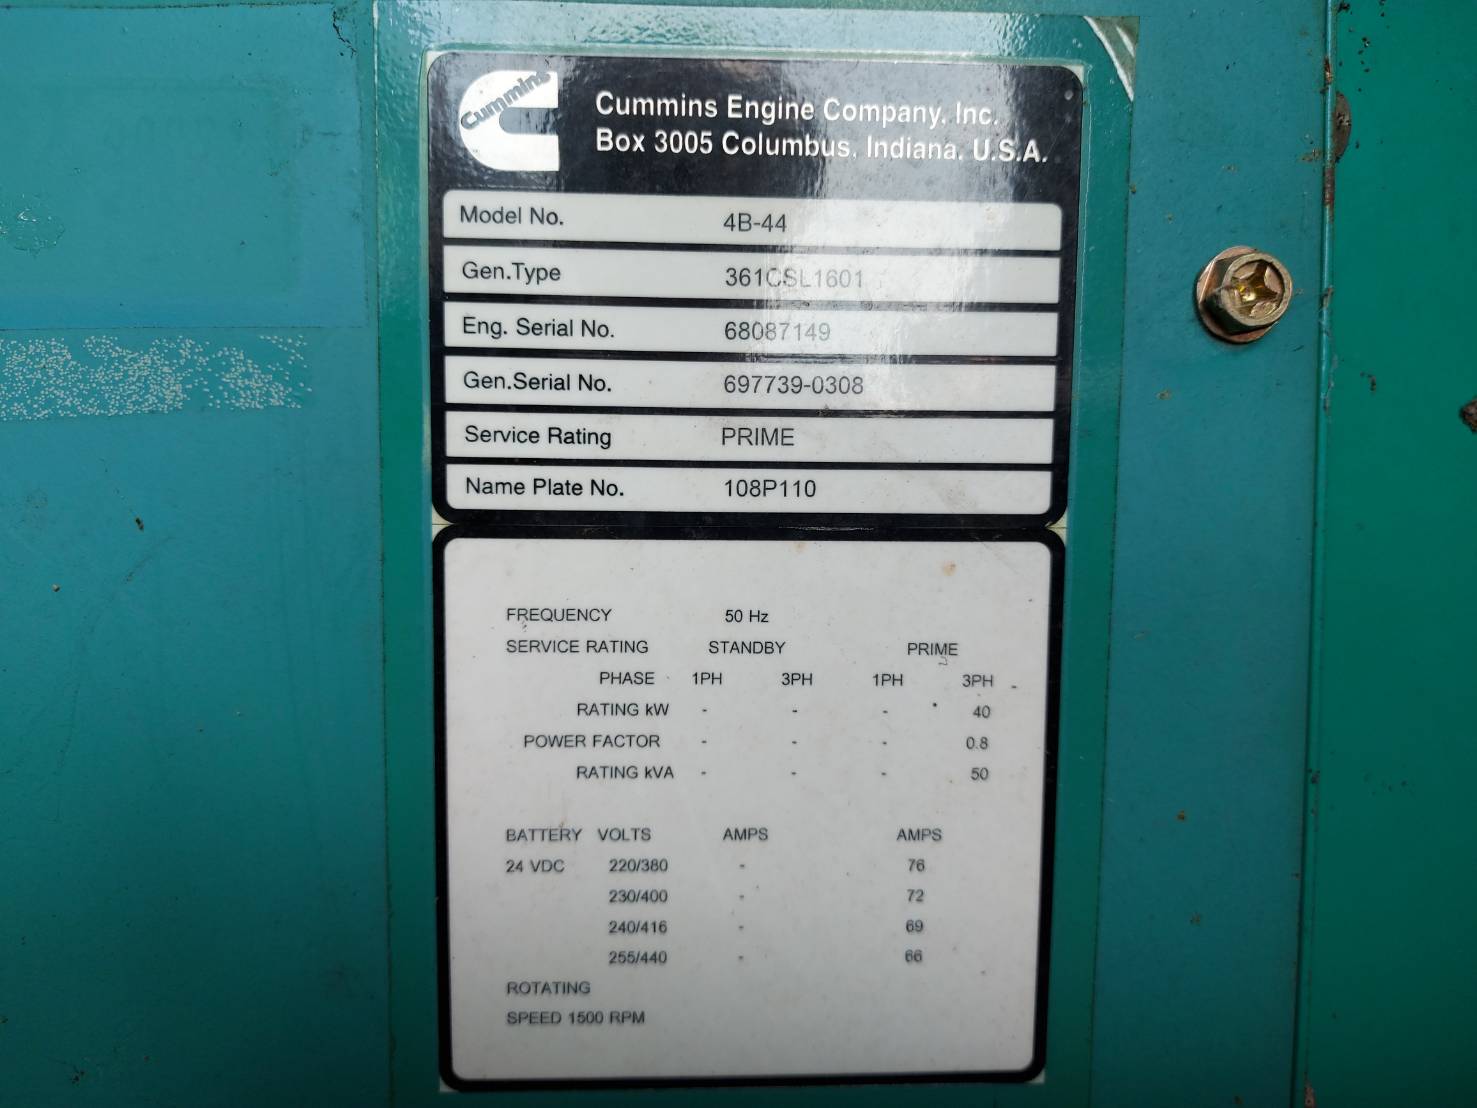 Cummins
Cummins Engine Company, Inc.
Box 3005 Columbus, Indiana, U.S.A.
Model No. 4B-44
Gen.Type 361CSL1601
Eng. Serial No. 68087149
Gen.Serial No. 697739-0308
Service Rating PRIME
Name Plate No. 108P110
FREQUENCY 50 Hz
SERVICE RATING STANDBY PRIME
PHASE 1PH 3PH 1PH 3PH
RATING kW - - - 40
POWER FACTOR - - - 0.8
RATING kVA - - - 50
BATTERY VOLTS AMPS AMPS
24 VDC 220/380 - 76
230/400 - 72
240/416 - 69
255/440 - 66
ROTATING
SPEED 1500 RPM